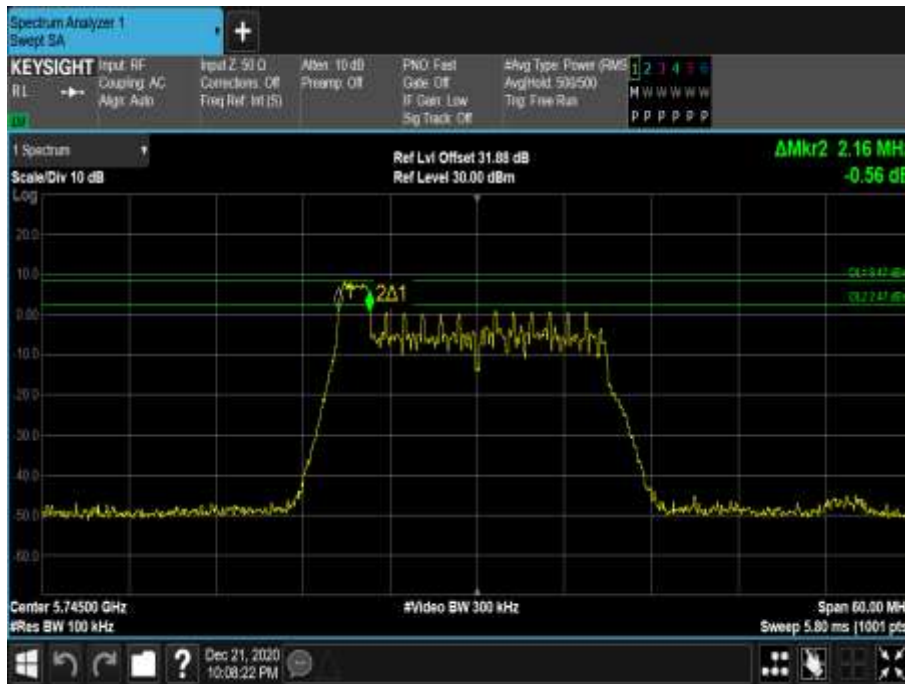 Spectrum Analyzer 1
Swept SA
+
KEYSIGHT
RL
Input: RF
Coupling: AC
Align: Auto
Input Z: 50 Ω
Corrections: Off
Freq Ref: Int (S)
Atten: 10 dB
Preamp: Off
PNO: Fast
Gate: Off
IF Gain: Low
Sig Track: Off
#Avg Type: Power (RMS
Avg|Hold: 500/500
Trig: Free Run
1 2 3 4 5 6
M W W W W W
P P P P P P
1 Spectrum
Scale/Div 10 dB
Ref Lvl Offset 31.88 dB
Ref Level 30.00 dBm
ΔMkr2 2.16 MH
-0.56 dB
Log
20.0
10.0
0.00
-10.0
-20.0
-30.0
-40.0
-50.0
-60.0
2Δ1
Center 5.74500 GHz
#Res BW 100 kHz
#Video BW 300 kHz
Span 60.00 MH
Sweep 5.80 ms (1001 pts
?
Dec 21, 2020
10:08:22 PM